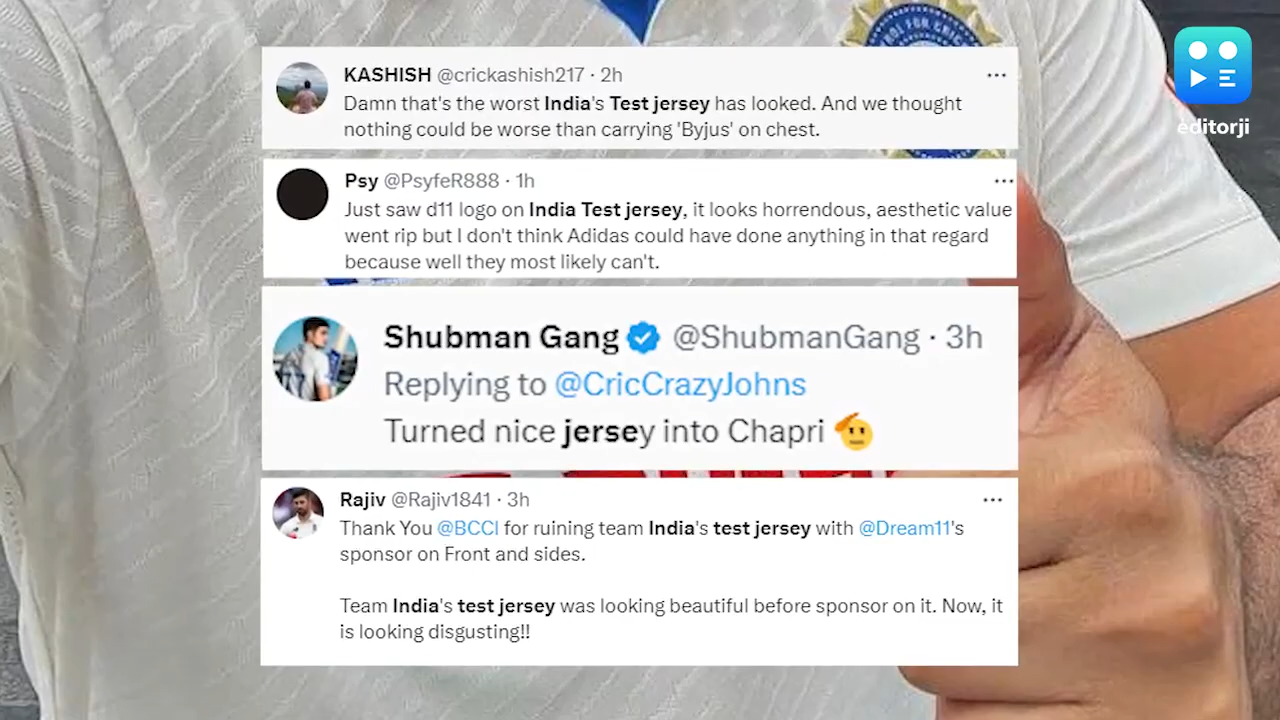 KASHISH @crickashish217 · 2h
Damn that's the worst India's Test jersey has looked. And we thought
nothing could be worse than carrying 'Byjus' on chest.
Psy @PsyfeR888 · 1h
Just saw d11 logo on India Test jersey, it looks horrendous, aesthetic value
went rip but I don't think Adidas could have done anything in that regard
because well they most likely can't.
Shubman Gang @ShubmanGang · 3h
Replying to @CricCrazyJohns
Turned nice jersey into Chapri
Rajiv @Rajiv1841 · 3h
Thank You @BCCI for ruining team India's test jersey with @Dream11's
sponsor on Front and sides.
Team India's test jersey was looking beautiful before sponsor on it. Now, it
is looking disgusting!!
editorji